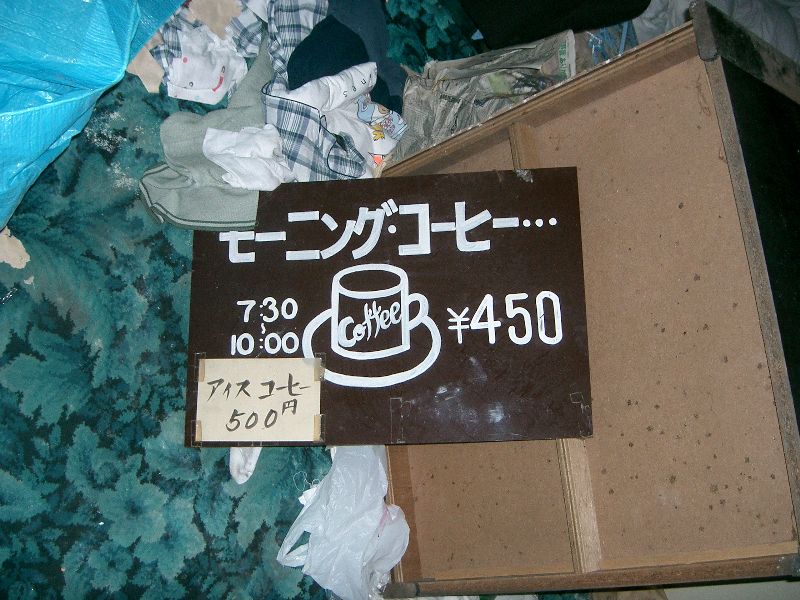 モーニング・コーヒー…
7:30
~
10:00
Coffee
¥450
アイス コーヒー
500円